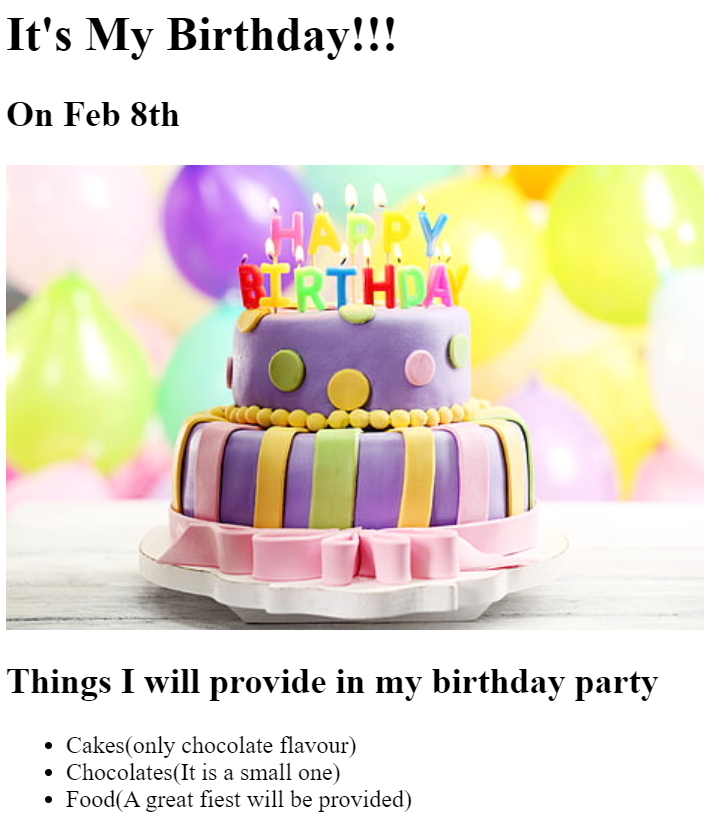 It's My Birthday!!!
On Feb 8th
HAPPY
BIRTHDAY
Things I will provide in my birthday party
Cakes(only chocolate flavour)
Chocolates(It is a small one)
Food(A great fiest will be provided)